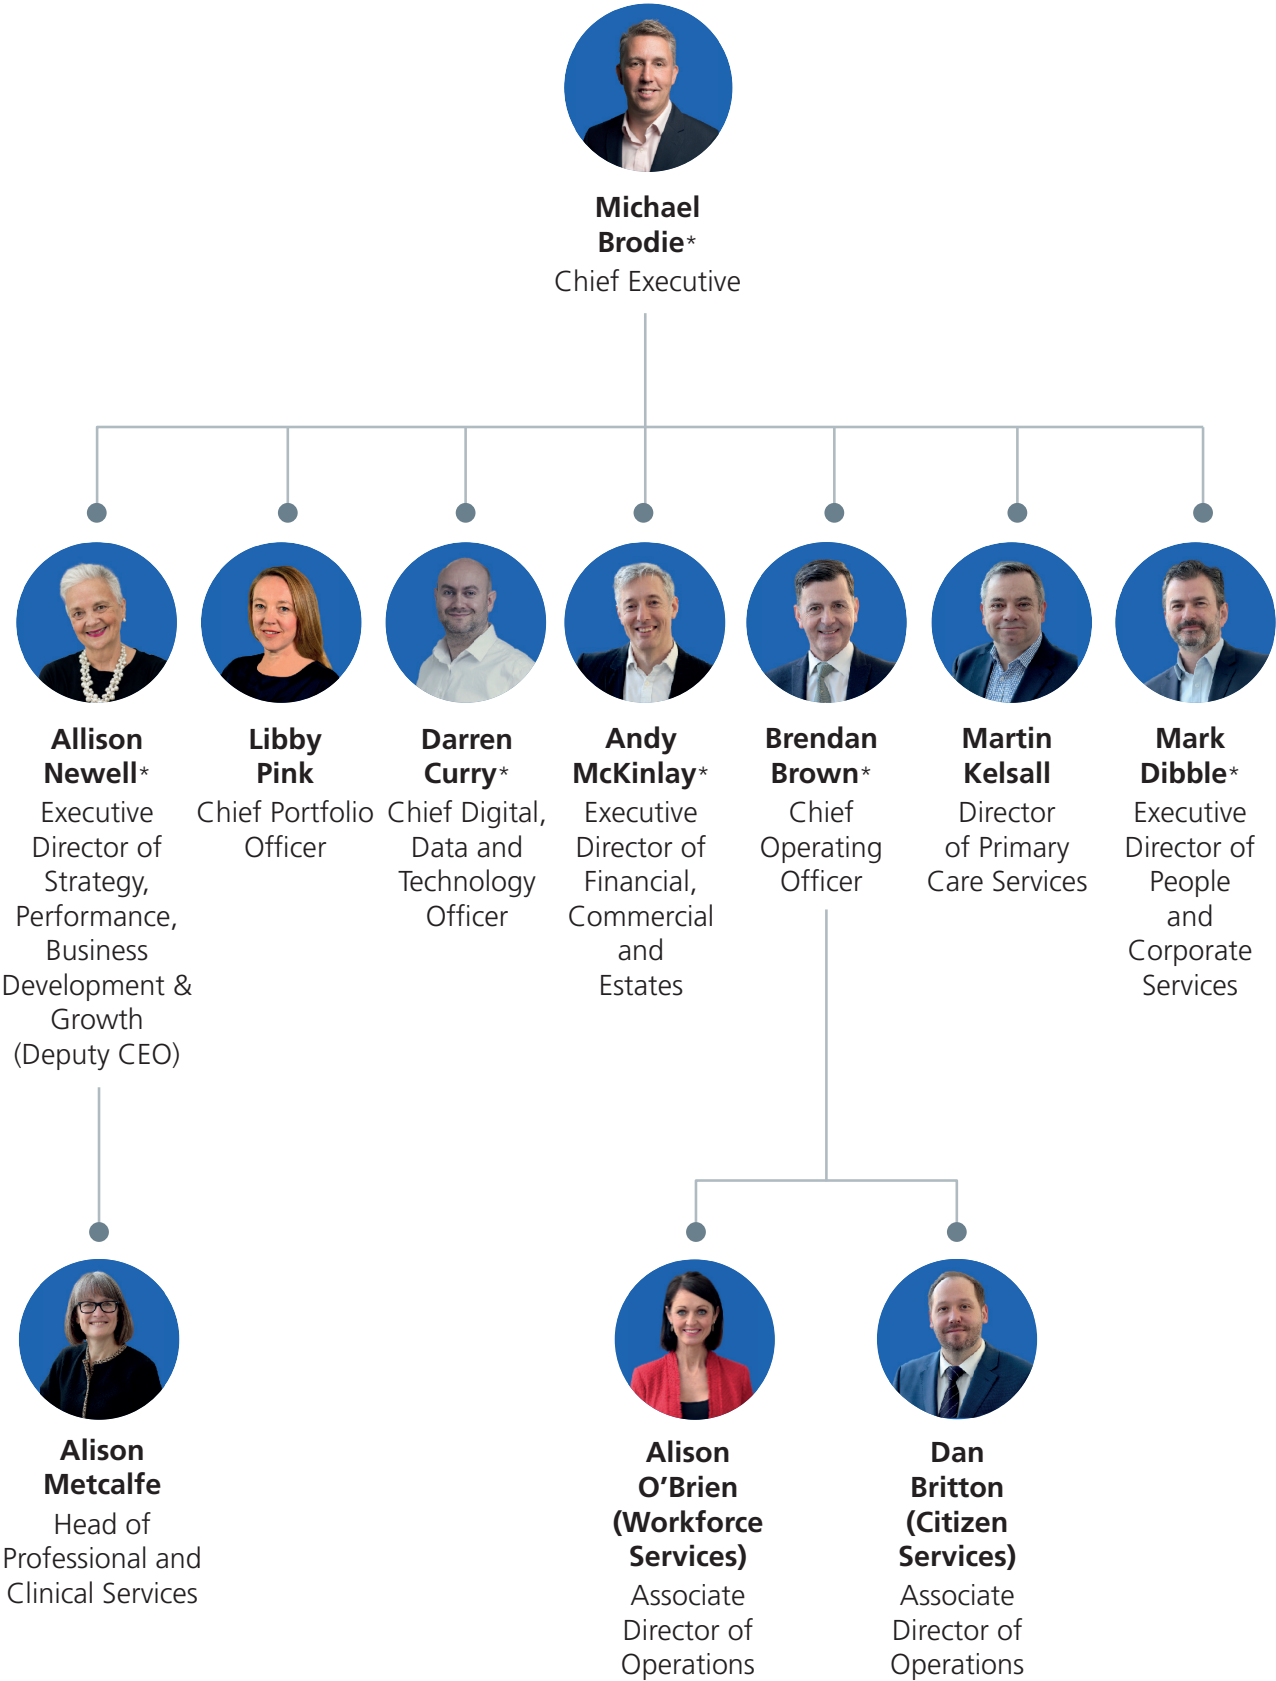 Michael
Brodie*
Chief Executive
Allison
Newell*
Executive
Director of
Strategy,
Performance,
Business
Development &
Growth
(Deputy CEO)
Libby
Pink
Chief Portfolio
Officer
Darren
Curry*
Chief Digital,
Data and
Technology
Officer
Andy
McKinlay*
Executive
Director of
Financial,
Commercial
and
Estates
Brendan
Brown*
Chief
Operating
Officer
Martin
Kelsall
Director
of Primary
Care Services
Mark
Dibble*
Executive
Director of
People
and
Corporate
Services
Alison
Metcalfe
Head of
Professional and
Clinical Services
Alison
O’Brien
(Workforce
Services)
Associate
Director of
Operations
Dan
Britton
(Citizen
Services)
Associate
Director of
Operations